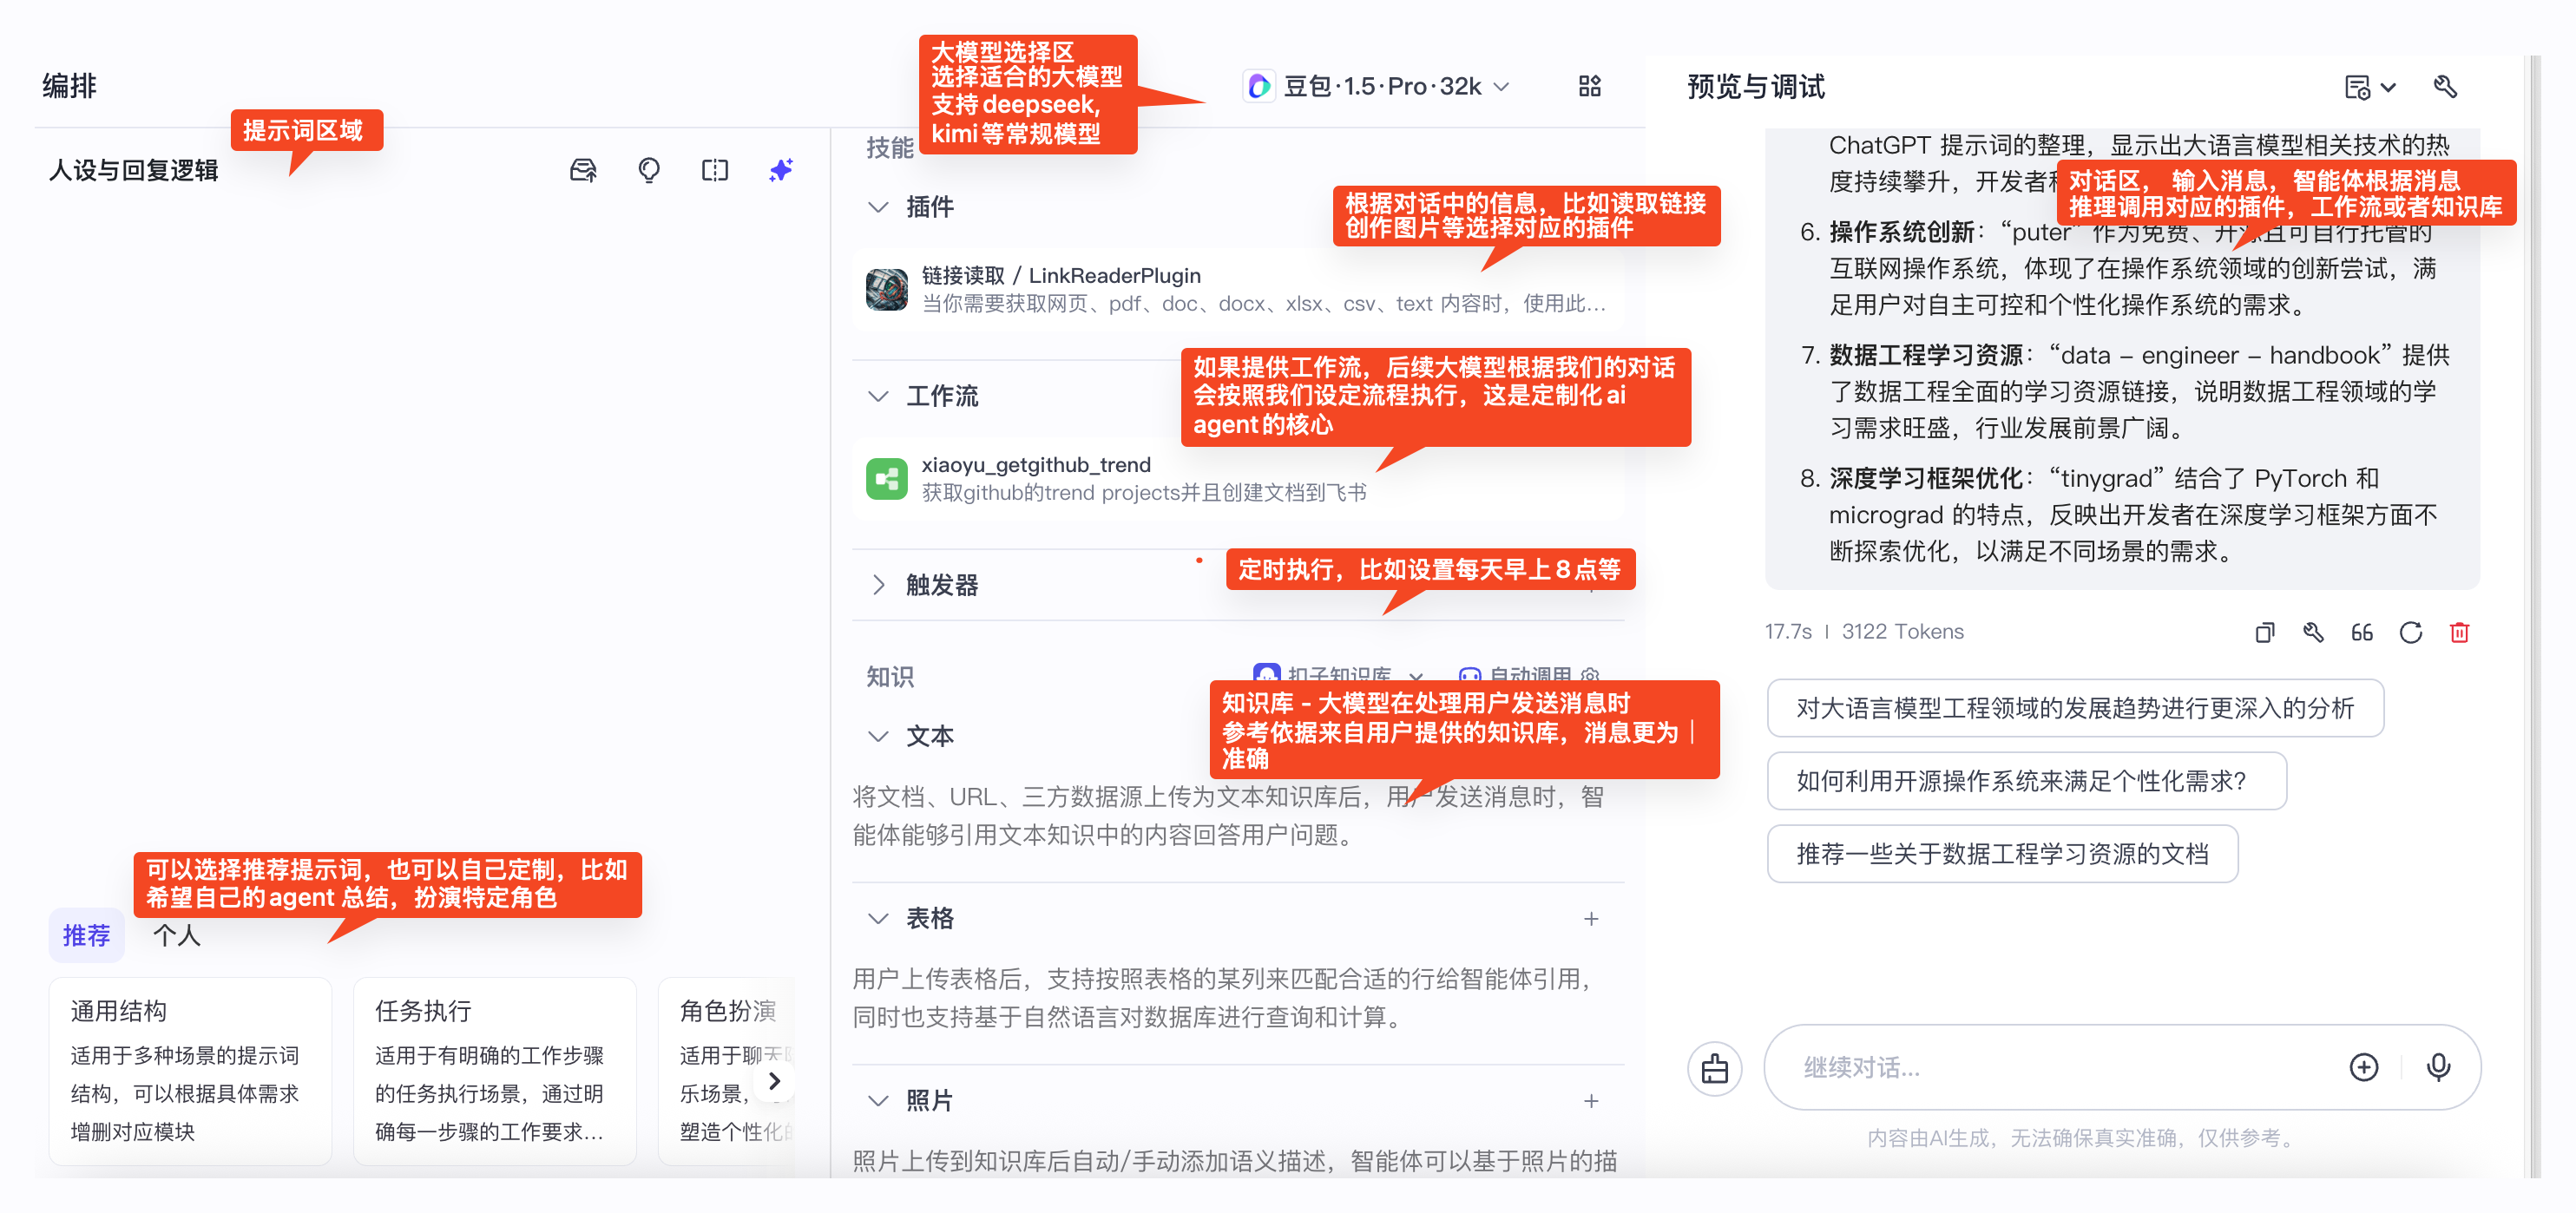 编排
提示词区域
人设与回复逻辑
可以选择推荐提示词，也可以自己定制，比如
希望自己的agent 总结，扮演特定角色
推荐
个人
通用结构
适用于多种场景的提示词
结构，可以根据具体需求
增删对应模块
任务执行
适用于有明确的工作步骤
的任务执行场景，通过明
确每一步骤的工作要求...
角色扮演
适用于聊天
乐场景，
塑造个性化的
大模型选择区
选择适合的大模型
支持deepseek,
kimi等常规模型
豆包·1.5·Pro·32k
技能
插件
根据对话中的信息，比如读取链接
创作图片等选择对应的插件
链接读取 / LinkReaderPlugin
当你需要获取网页、pdf、doc、docx、xlsx、csv、text 内容时，使用此...
如果提供工作流，后续大模型根据我们的对话
会按照我们设定流程执行，这是定制化ai
agent的核心
工作流
xiaoyu_getgithub_trend
获取github的trend projects并且创建文档到飞书
定时执行，比如设置每天早上8点等
触发器
知识
扣子知识库
自动调用
知识库 - 大模型在处理用户发送消息时
参考依据来自用户提供的知识库，消息更为
准确
文本
将文档、URL、三方数据源上传为文本知识库后，用户发送消息时，智
能体能够引用文本知识中的内容回答用户问题。
表格
用户上传表格后，支持按照表格的某列来匹配合适的行给智能体引用，
同时也支持基于自然语言对数据库进行查询和计算。
照片
照片上传到知识库后自动/手动添加语义描述，智能体可以基于照片的描
预览与调试
ChatGPT 提示词的整理，显示出大语言模型相关技术的热
度持续攀升，开发者
对话区， 输入消息，智能体根据消息
推理调用对应的插件，工作流或者知识库
6. 操作系统创新：“puter” 作为免费、开源且可自行托管的
互联网操作系统，体现了在操作系统领域的创新尝试，满
足用户对自主可控和个性化操作系统的需求。
7. 数据工程学习资源：“data – engineer – handbook” 提供
了数据工程全面的学习资源链接，说明数据工程领域的学
习需求旺盛，行业发展前景广阔。
8. 深度学习框架优化：“tinygrad” 结合了 PyTorch 和
micrograd 的特点，反映出开发者在深度学习框架方面不
断探索优化，以满足不同场景的需求。
17.7s | 3122 Tokens
对大语言模型工程领域的发展趋势进行更深入的分析
如何利用开源操作系统来满足个性化需求？
推荐一些关于数据工程学习资源的文档
继续对话...
内容由AI生成，无法确保真实准确，仅供参考。